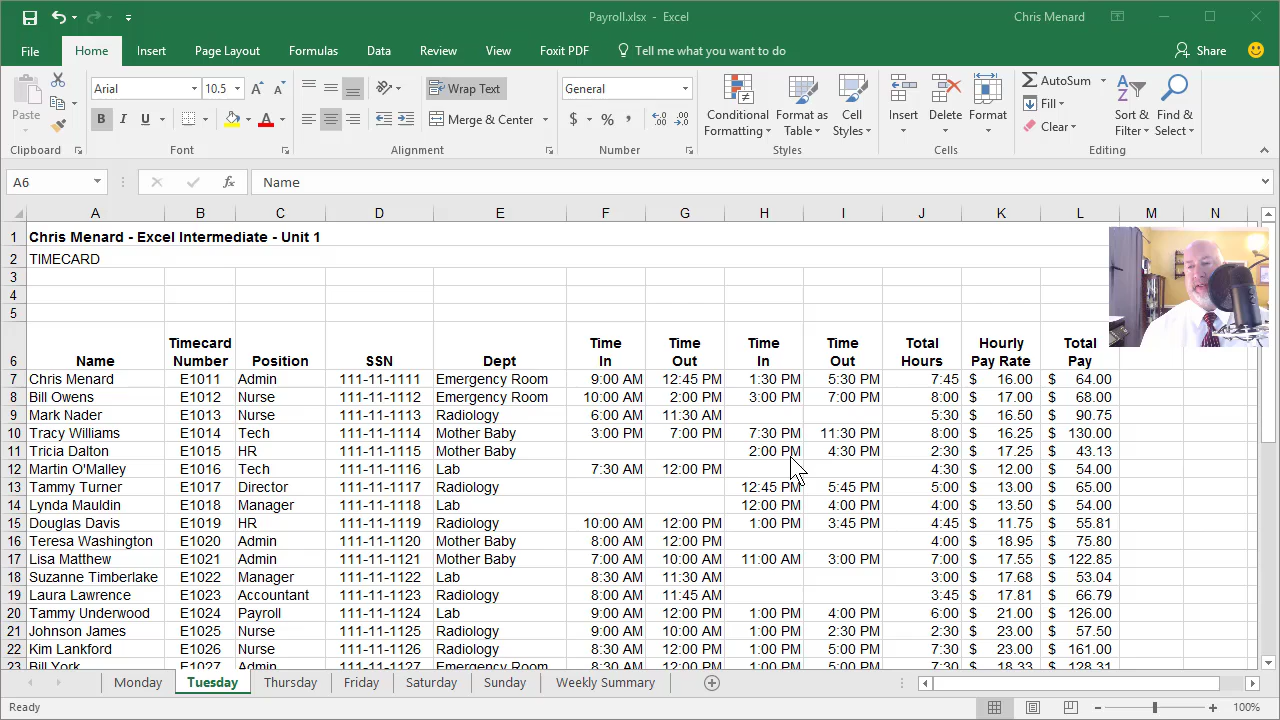 Payroll.xlsx - Excel
Chris Menard
File Home Insert Page Layout Formulas Data Review View Foxit PDF Tell me what you want to do Share
Paste
Arial 10.5
B I U A
Wrap Text
Merge & Center
General
$ % ,
Conditional Formatting
Format as Table
Cell Styles
Insert Delete Format
AutoSum
Fill
Clear
Sort & Filter
Find & Select
Clipboard Font Alignment Number Styles Cells Editing
A6 fx Name
A B C D E F G H I J K L M N
1 Chris Menard - Excel Intermediate - Unit 1
2 TIMECARD
3
4
5
6 Name Timecard Number Position SSN Dept Time In Time Out Time In Time Out Total Hours Hourly Pay Rate Total Pay
7 Chris Menard E1011 Admin 111-11-1111 Emergency Room 9:00 AM 12:45 PM 1:30 PM 5:30 PM 7:45 $ 16.00 $ 64.00
8 Bill Owens E1012 Nurse 111-11-1112 Emergency Room 10:00 AM 2:00 PM 3:00 PM 7:00 PM 8:00 $ 17.00 $ 68.00
9 Mark Nader E1013 Nurse 111-11-1113 Radiology 6:00 AM 11:30 AM 5:30 $ 16.50 $ 90.75
10 Tracy Williams E1014 Tech 111-11-1114 Mother Baby 3:00 PM 7:00 PM 7:30 PM 11:30 PM 8:00 $ 16.25 $ 130.00
11 Tricia Dalton E1015 HR 111-11-1115 Mother Baby 2:00 PM 4:30 PM 2:30 $ 17.25 $ 43.13
12 Martin O'Malley E1016 Tech 111-11-1116 Lab 7:30 AM 12:00 PM 4:30 $ 12.00 $ 54.00
13 Tammy Turner E1017 Director 111-11-1117 Radiology 12:45 PM 5:45 PM 5:00 $ 13.00 $ 65.00
14 Lynda Mauldin E1018 Manager 111-11-1118 Lab 12:00 PM 4:00 PM 4:00 $ 13.50 $ 54.00
15 Douglas Davis E1019 HR 111-11-1119 Radiology 10:00 AM 12:00 PM 1:00 PM 3:45 PM 4:45 $ 11.75 $ 55.81
16 Teresa Washington E1020 Admin 111-11-1120 Mother Baby 8:00 AM 12:00 PM 4:00 $ 18.95 $ 75.80
17 Lisa Matthew E1021 Admin 111-11-1121 Mother Baby 7:00 AM 10:00 AM 11:00 AM 3:00 PM 7:00 $ 17.55 $ 122.85
18 Suzanne Timberlake E1022 Manager 111-11-1122 Lab 8:30 AM 11:30 AM 3:00 $ 17.68 $ 53.04
19 Laura Lawrence E1023 Accountant 111-11-1123 Radiology 8:00 AM 11:45 AM 3:45 $ 17.81 $ 66.79
20 Tammy Underwood E1024 Payroll 111-11-1124 Lab 9:00 AM 12:00 PM 1:00 PM 4:00 PM 6:00 $ 21.00 $ 126.00
21 Johnson James E1025 Nurse 111-11-1125 Radiology 9:00 AM 10:00 AM 1:00 PM 2:30 PM 2:30 $ 23.00 $ 57.50
22 Kim Lankford E1026 Nurse 111-11-1126 Radiology 8:30 AM 12:00 PM 1:00 PM 5:00 PM 7:30 $ 23.00 $ 161.00
23 Bill York E1027 Admin 111-11-1127 Emergency Room 8:30 AM 12:00 PM 1:00 PM 5:00 PM 7:30 $ 18.33 $ 128.31
Monday Tuesday Thursday Friday Saturday Sunday Weekly Summary
Ready 100%